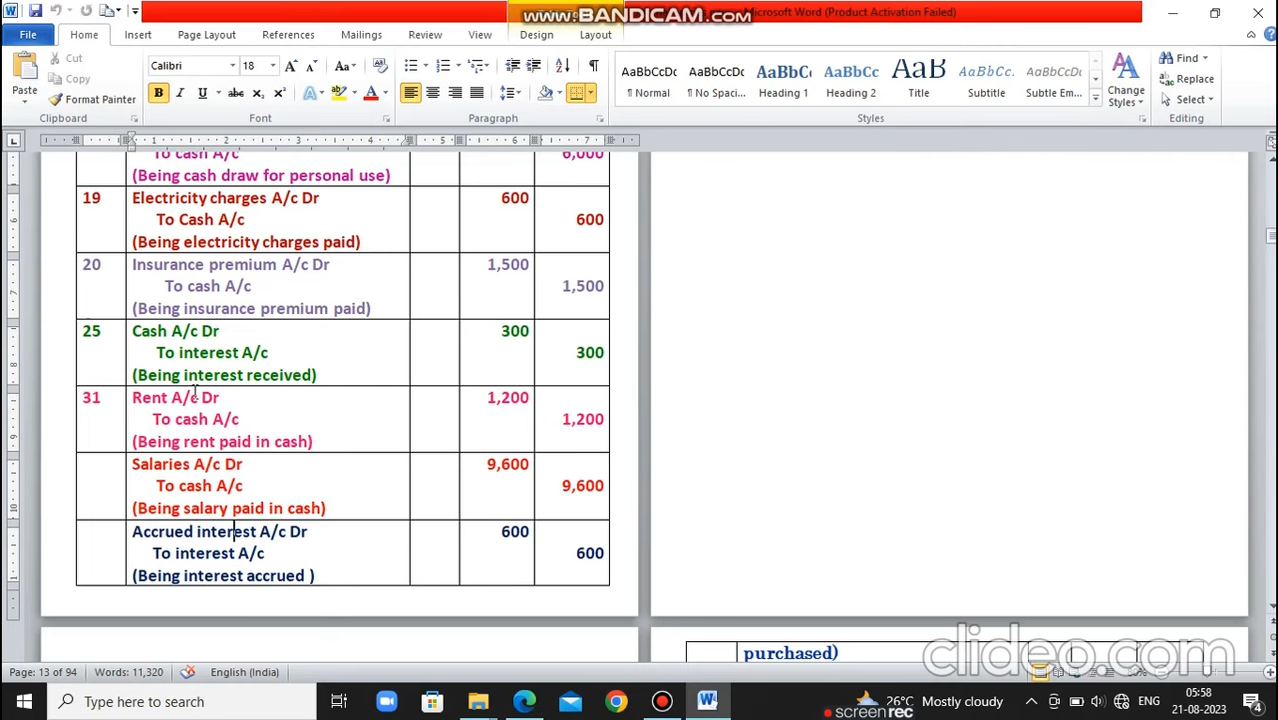 www.BANDICAM.com
Microsoft Word (Product Activation Failed)
File Home Insert Page Layout References Mailings Review View Design Layout
Paste
Cut
Copy
Format Painter
Clipboard
Calibri 18
Font
Paragraph
AaBbCcDc AaBbCcDc AaBbCc AaBbCc AaB AaBbCcDc AaBbCcDc
¶ Normal ¶ No Spaci... Heading 1 Heading 2 Title Subtitle Subtle Em...
Change Styles
Styles
Find
Replace
Select
Editing
To cash A/c 6,000
(Being cash draw for personal use)
19 Electricity charges A/c Dr 600
To Cash A/c 600
(Being electricity charges paid)
20 Insurance premium A/c Dr 1,500
To cash A/c 1,500
(Being insurance premium paid)
25 Cash A/c Dr 300
To interest A/c 300
(Being interest received)
31 Rent A/c Dr 1,200
To cash A/c 1,200
(Being rent paid in cash)
Salaries A/c Dr 9,600
To cash A/c 9,600
(Being salary paid in cash)
Accrued interest A/c Dr 600
To interest A/c 600
(Being interest accrued )
purchased)
clideo.com
Page: 13 of 94 Words: 11,320 English (India)
Type here to search
26°C Mostly cloudy
screenrec
ENG
05:58
21-08-2023